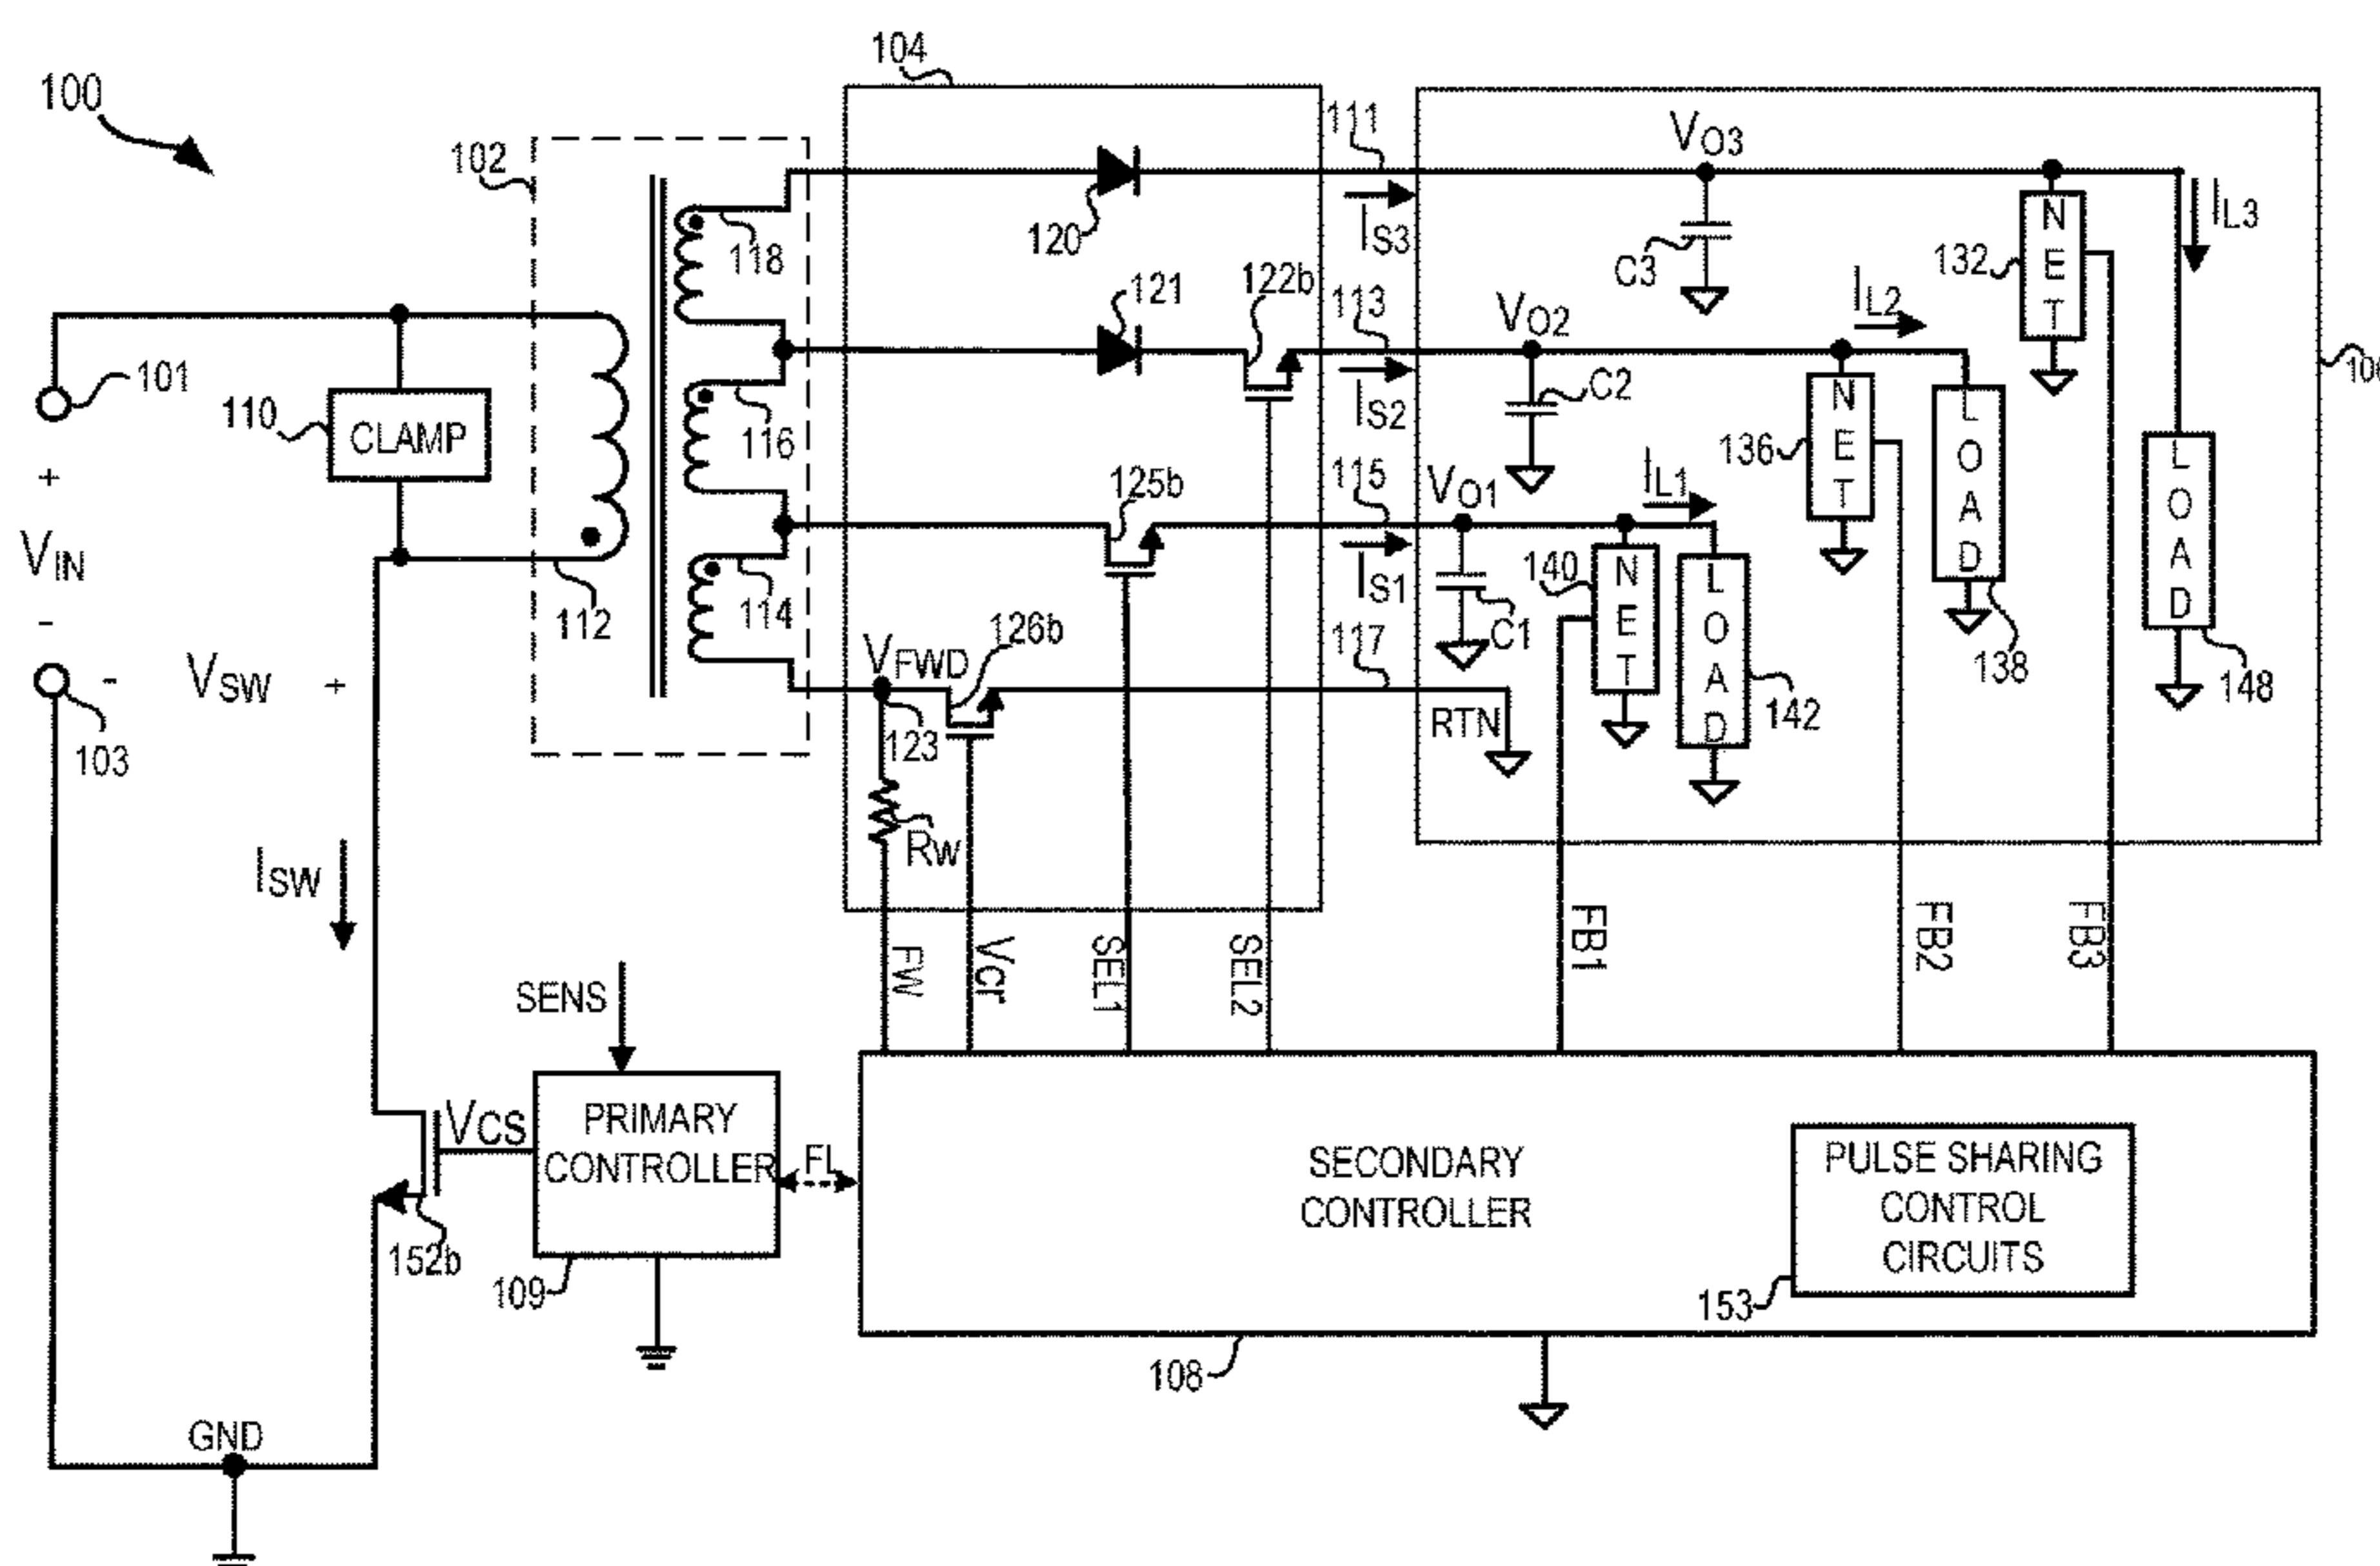 100
104
102
111
VO3
118
120
IS3
C3
132
N
E
T
IL3
101
110
CLAMP
121
122b
113
VO2
IL2
116
IS2
C2
136
N
E
T
L
O
A
D
+
VIN
-
125b
115
VO1
IL1
112
114
IS1
C1
140
N
E
T
L
O
A
D
L
O
A
D
103
-
VSW
+
VFWD
126b
123
117
RTN
142
138
148
RW
ISW
FW
Vcr
SEL1
SEL2
FB1
FB2
FB3
SENS
VCS
PRIMARY
CONTROLLER
FL
SECONDARY
CONTROLLER
PULSE SHARING
CONTROL
CIRCUITS
152b
109
153
108
GND